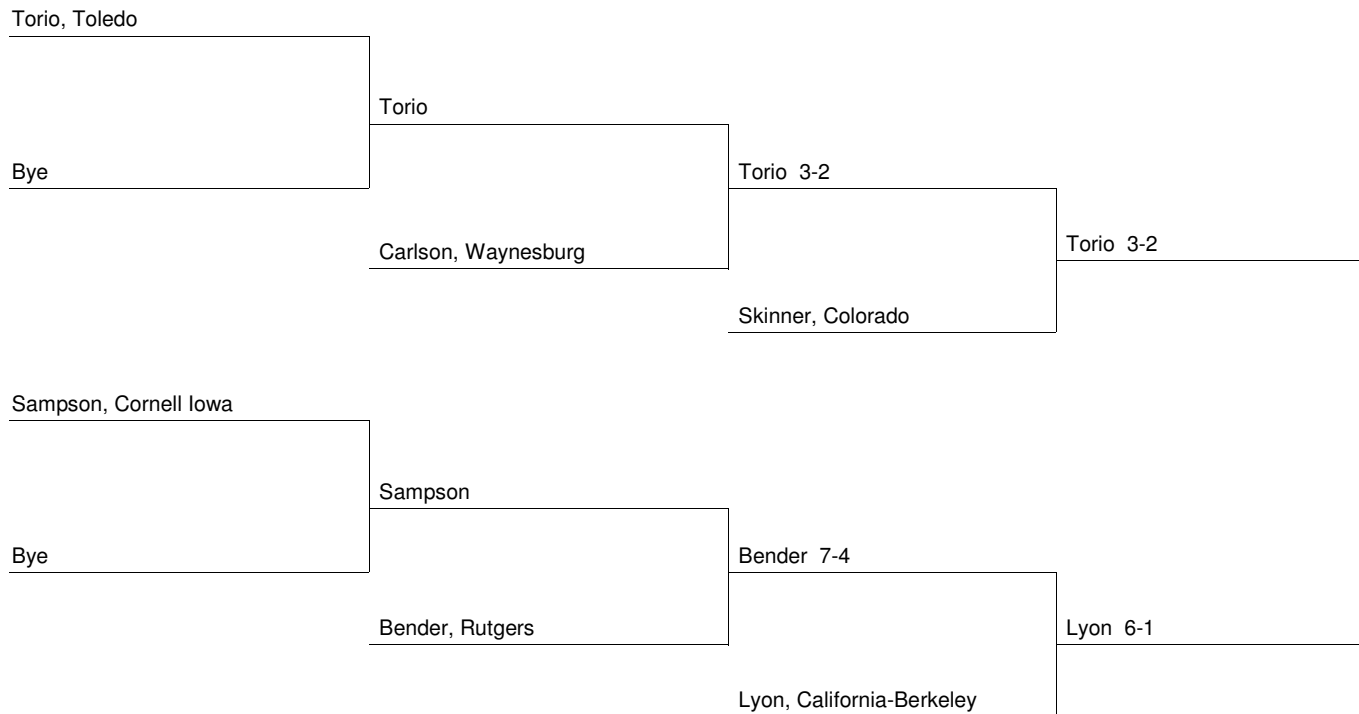 Torio, Toledo
Torio
Bye
Torio 3-2
Torio 3-2
Carlson, Waynesburg
Skinner, Colorado
Sampson, Cornell Iowa
Sampson
Bye
Bender 7-4
Bender, Rutgers
Lyon 6-1
Lyon, California-Berkeley